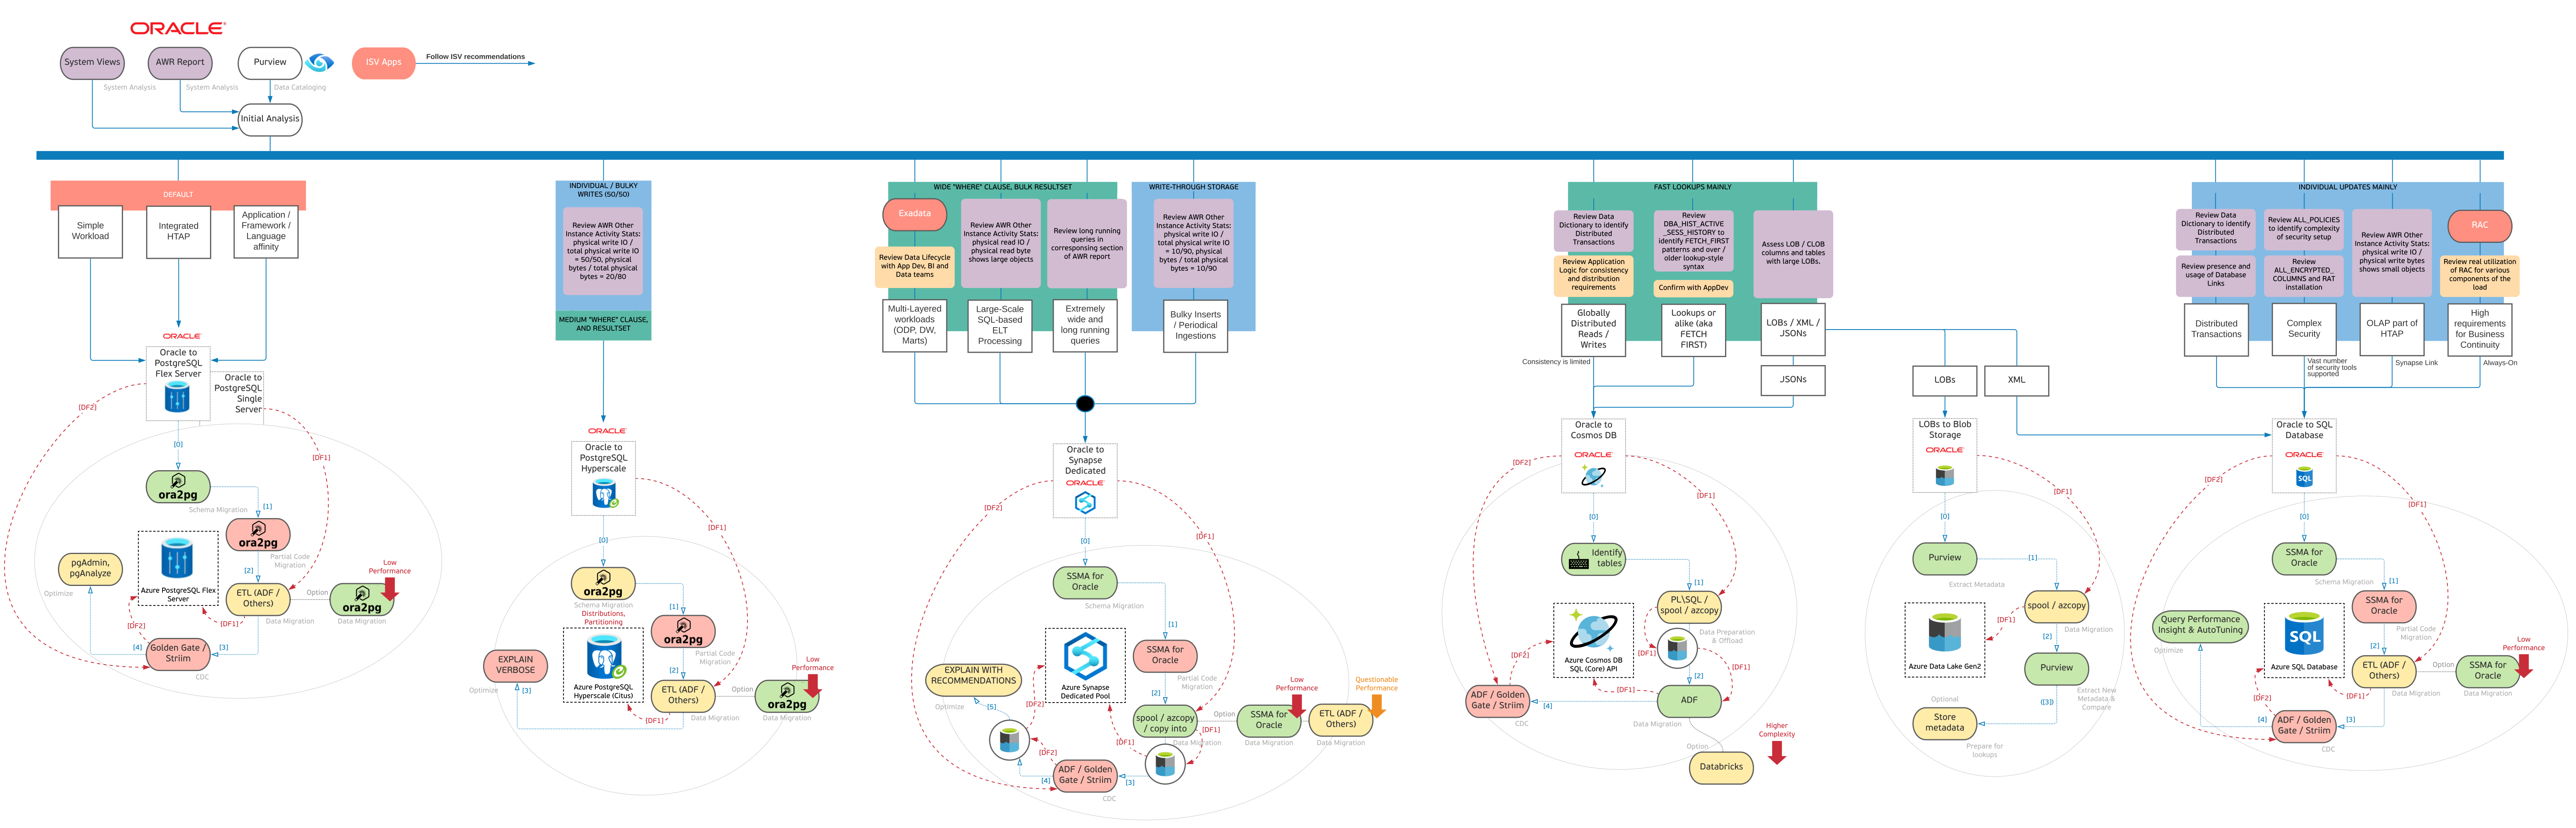 ORACLE
System Views
AWR Report
Purview
ISV Apps
Follow ISV recommendations
System Analysis
System Analysis
Data Cataloging
Initial Analysis
DEFAULT
Simple
Workload
Integrated
HTAP
Application /
Framework /
Language
affinity
ORACLE
Oracle to
PostgreSQL
Flex Server
Oracle to
PostgreSQL
Single
Server
[DF2]
[0]
[DF1]
ora2pg
Schema Migration
[1]
ora2pg
Partial Code
Migration
[2]
pgAdmin,
pgAnalyze
Optimize
Azure PostgreSQL Flex
Server
ETL (ADF /
Others)
Option
Low
Performance
ora2pg
Data Migration
Data Migration
[DF2]
[DF1]
[4]
Golden Gate /
Striim
[3]
CDC
INDIVIDUAL / BULKY
WRITES (50/50)
Review AWR Other
Instance Activity Stats:
physical write IO /
total physical write IO
= 50/50, physical
bytes / total physical
bytes = 20/80
MEDIUM "WHERE" CLAUSE,
AND RESULTSET
ORACLE
Oracle to
PostgreSQL
Hyperscale
[DF1]
[0]
ora2pg
Schema Migration
Distributions,
Partitioning
[1]
ora2pg
Partial Code
Migration
[2]
EXPLAIN
VERBOSE
Optimize
[3]
Azure PostgreSQL
Hyperscale (Citus)
ETL (ADF /
Others)
Option
Low
Performance
ora2pg
[DF1]
Data Migration
Data Migration
WIDE "WHERE" CLAUSE, BULK RESULTSET
Exadata
Review Data Lifecycle
with App Dev, BI and
Data teams
Review AWR Other
Instance Activity Stats:
physical read IO /
physical read byte
shows large objects
Review long running
queries in
corresponsing section
of AWR report
Multi-Layered
workloads
(ODP, DW,
Marts)
Large-Scale
SQL-based
ELT
Processing
Extremely
wide and
long running
queries
WRITE-THROUGH STORAGE
Review AWR Other
Instance Activity Stats:
physical write IO /
total physical write IO
= 10/90, physical
bytes / total physical
bytes = 10/90
Bulky Inserts
/ Periodical
Ingestions
Oracle to
Synapse
Dedicated
ORACLE
[DF2]
[0]
[DF1]
SSMA for
Oracle
Schema Migration
[1]
SSMA for
Oracle
Partial Code
Migration
[2]
EXPLAIN WITH
RECOMMENDATIONS
Optimize
[5]
[DF2]
Azure Synapse
Dedicated Pool
spool / azcopy
/ copy into
Data Migration
Option
Low
Performance
SSMA for
Oracle
Data Migration
Questionable
Performance
ETL (ADF /
Others)
Data Migration
[DF1]
[DF1]
[DF2]
[4]
ADF / Golden
Gate / Striim
[3]
CDC
FAST LOOKUPS MAINLY
Review Data
Dictionary to identify
Distributed
Transactions
Review Application
Logic for consistency
and distribution
requirements
Review
DBA_HIST_ACTIVE
_SESS_HISTORY to
identify FETCH_FIRST
patterns and over /
older lookup-style
syntax
Confirm with AppDev
Assess LOB / CLOB
columns and tables
with large LOBs.
Globally
Distributed
Reads /
Writes
Lookups or
alike (aka
FETCH
FIRST)
LOBs / XML /
JSONs
Consistency is limited
JSONs
LOBs
XML
Oracle to
Cosmos DB
ORACLE
[DF2]
[DF1]
[0]
Identify
tables
[1]
PL\SQL /
spool / azcopy
Data Preparation
& Offload
[DF1]
[DF1]
[2]
Azure Cosmos DB
SQL (Core) API
[DF2]
[DF1]
ADF / Golden
Gate / Striim
CDC
[4]
ADF
Data Migration
Option
Databricks
Higher
Complexity
LOBs to Blob
Storage
ORACLE
[DF1]
[0]
Purview
[1]
Extract Metadata
spool / azcopy
Data Migration
[DF1]
[2]
Azure Data Lake Gen2
Purview
Extract New
Metadata &
Compare
Optional
([3])
Store
metadata
Prepare for
lookups
INDIVIDUAL UPDATES MAINLY
Review Data
Dictionary to identify
Distributed
Transactions
Review presence and
usage of Database
Links
Review ALL_POLICIES
to identify complexity
of security setup
Review
ALL_ENCRYPTED_
COLUMNS and RAT
installation
Review AWR Other
Instance Activity Stats:
physical write IO /
physical write bytes
shows small objects
RAC
Review real utilization
of RAC for various
components of the
load
Distributed
Transactions
Complex
Security
OLAP part of
HTAP
High
requirements
for Business
Continuity
Vast number
of security tools
supported
Synapse Link
Always-On
Oracle to SQL
Database
ORACLE
SQL
[DF2]
[DF1]
[0]
SSMA for
Oracle
Schema Migration
[1]
SSMA for
Oracle
Partial Code
Migration
[2]
Query Performance
Insight & AutoTuning
Optimize
SQL
Azure SQL Database
ETL (ADF /
Others)
Data Migration
Option
Low
Performance
SSMA for
Oracle
Data Migration
[DF2]
[DF1]
[4]
ADF / Golden
Gate / Striim
[3]
CDC